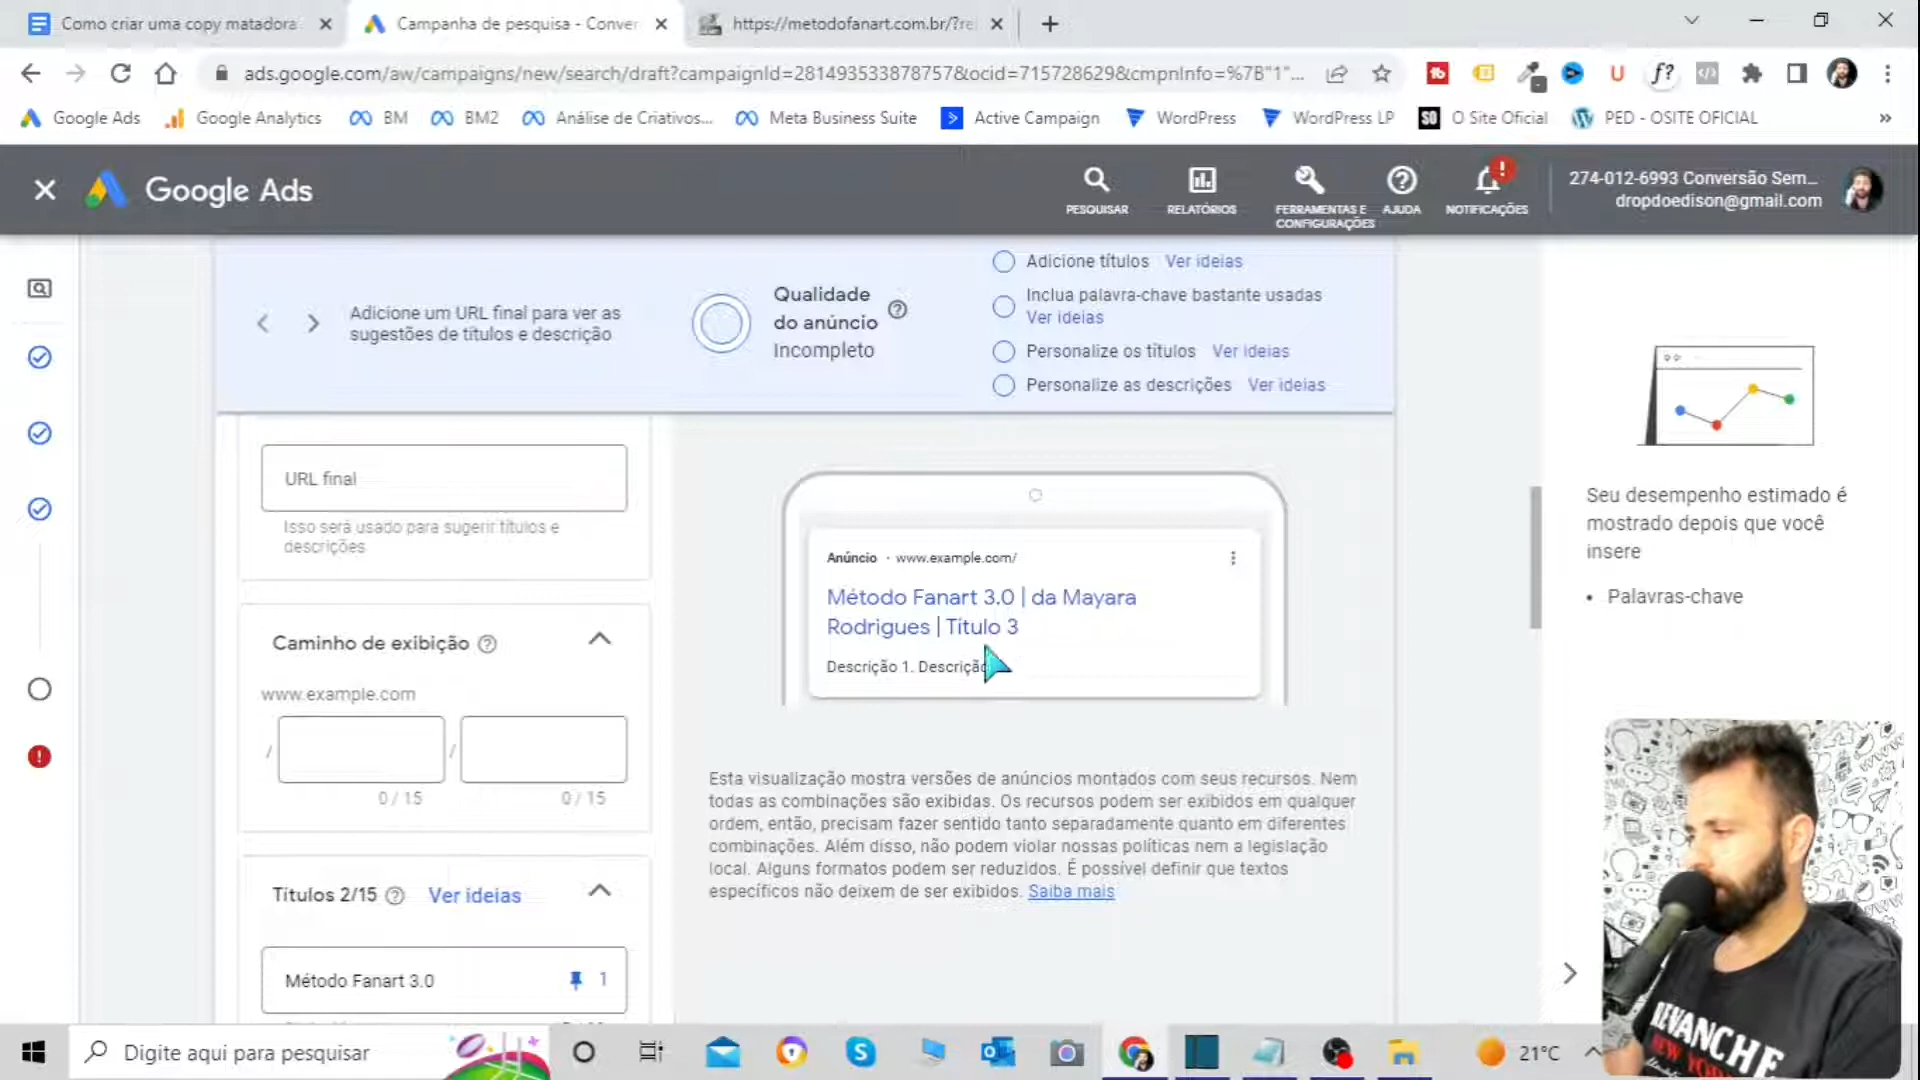 Como criar uma copy matadora
Campanha de pesquisa - Conver
https://metodofanart.com.br/?re
ads.google.com/aw/campaigns/new/search/draft?campaignId=281493533878757&ocid=715728629&cmpnInfo=%7B"1"...
Google Ads
Google Analytics
BM
BM2
Análise de Criativos...
Meta Business Suite
Active Campaign
WordPress
WordPress LP
O Site Oficial
PED - OSITE OFICIAL
Google Ads
PESQUISAR
RELATÓRIOS
FERRAMENTAS E
CONFIGURAÇÕES
AJUDA
NOTIFICAÇÕES
274-012-6993 Conversão Sem...
dropdoedison@gmail.com
Adicione um URL final para ver as
sugestões de títulos e descrição
Qualidade
do anúncio
Incompleto
Adicione títulos Ver ideias
Inclua palavra-chave bastante usadas
Ver ideias
Personalize os títulos Ver ideias
Personalize as descrições Ver ideias
URL final
Isso será usado para sugerir títulos e
descrições
Caminho de exibição
www.example.com
/ /
0 / 15 0 / 15
Títulos 2/15 Ver ideias
Método Fanart 3.0 1
Anúncio · www.example.com/
Método Fanart 3.0 | da Mayara
Rodrigues | Título 3
Descrição 1. Descrição
Esta visualização mostra versões de anúncios montados com seus recursos. Nem
todas as combinações são exibidas. Os recursos podem ser exibidos em qualquer
ordem, então, precisam fazer sentido tanto separadamente quanto em diferentes
combinações. Além disso, não podem violar nossas políticas nem a legislação
local. Alguns formatos podem ser reduzidos. É possível definir que textos
específicos não deixem de ser exibidos. Saiba mais
Seu desempenho estimado é
mostrado depois que você
insere
• Palavras-chave
REVANCHE
NEW YORK
Digite aqui para pesquisar
21°C